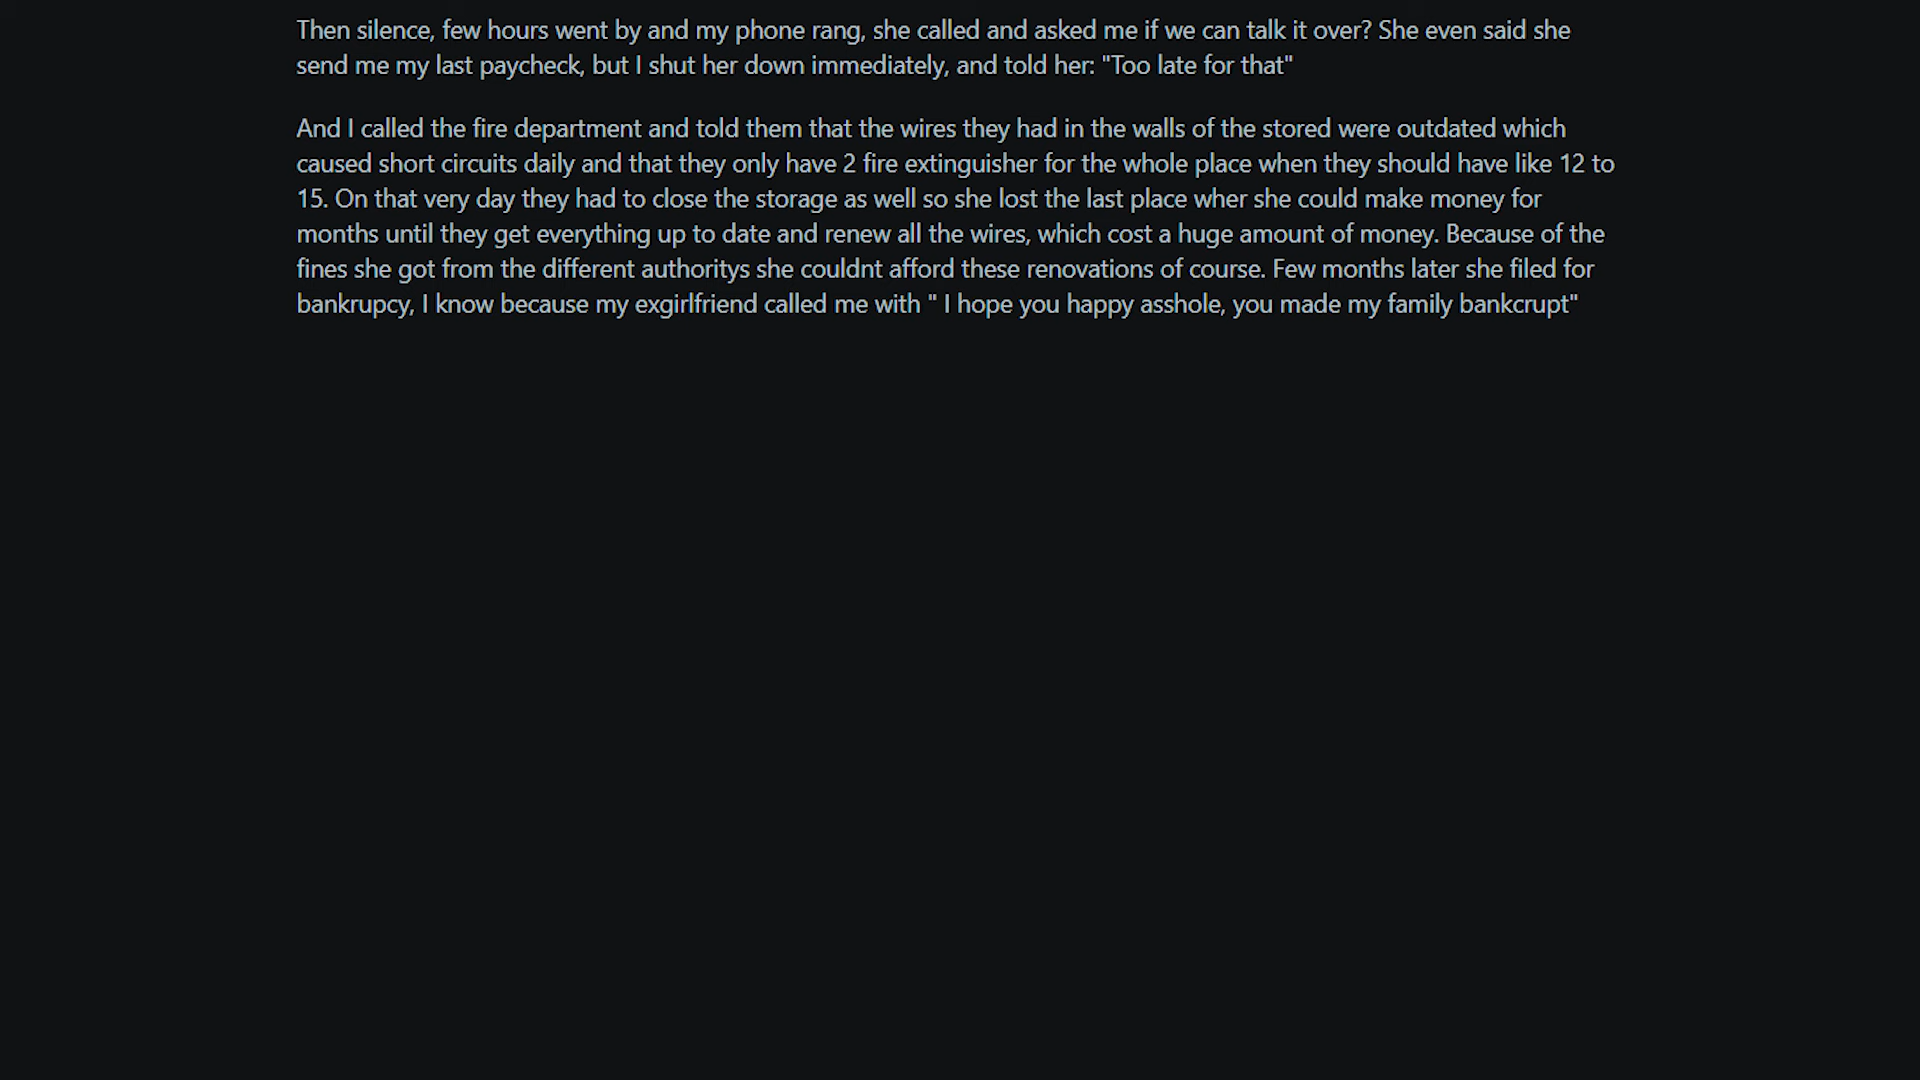 Then silence, few hours went by and my phone rang, she called and asked me if we can talk it over? She even said she
send me my last paycheck, but I shut her down immediately, and told her: "Too late for that"
And I called the fire department and told them that the wires they had in the walls of the stored were outdated which
caused short circuits daily and that they only have 2 fire extinguisher for the whole place when they should have like 12 to
15. On that very day they had to close the storage as well so she lost the last place wher she could make money for
months until they get everything up to date and renew all the wires, which cost a huge amount of money. Because of the
fines she got from the different authoritys she couldnt afford these renovations of course. Few months later she filed for
bankrupcy, I know because my exgirlfriend called me with " I hope you happy asshole, you made my family bankcrupt"